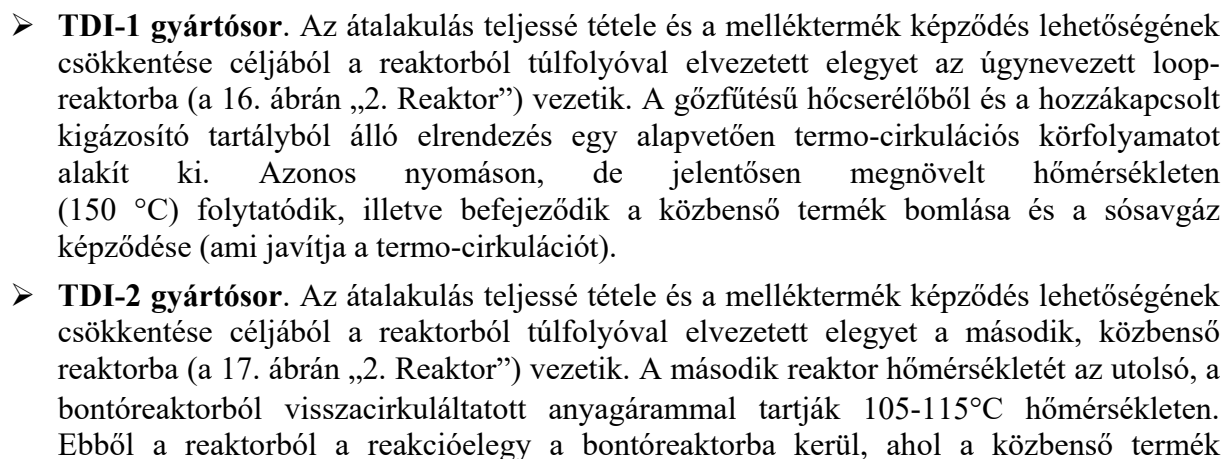 ➢ TDI-1 gyártósor. Az átalakulás teljessé tétele és a melléktermék képződés lehetőségének
csökkentése céljából a reaktorból túlfolyóval elvezetett elegyet az úgynevezett loop-
reaktorba (a 16. ábrán „2. Reaktor”) vezetik. A gőzfűtésű hőcserélőből és a hozzákapcsolt
kigázosító tartályból álló elrendezés egy alapvetően termo-cirkulációs körfolyamatot
alakít ki. Azonos nyomáson, de jelentősen megnövelt hőmérsékleten
(150 °C) folytatódik, illetve befejeződik a közbenső termék bomlása és a sósavgáz
képződése (ami javítja a termo-cirkulációt).
➢ TDI-2 gyártósor. Az átalakulás teljessé tétele és a melléktermék képződés lehetőségének
csökkentése céljából a reaktorból túlfolyóval elvezetett elegyet a második, közbenső
reaktorba (a 17. ábrán „2. Reaktor”) vezetik. A második reaktor hőmérsékletét az utolsó, a
bontóreaktorból visszacirkuláltatott anyagárammal tartják 105-115°C hőmérsékleten.
Ebből a reaktorból a reakcióelegy a bontóreaktorba kerül, ahol a közbenső termék